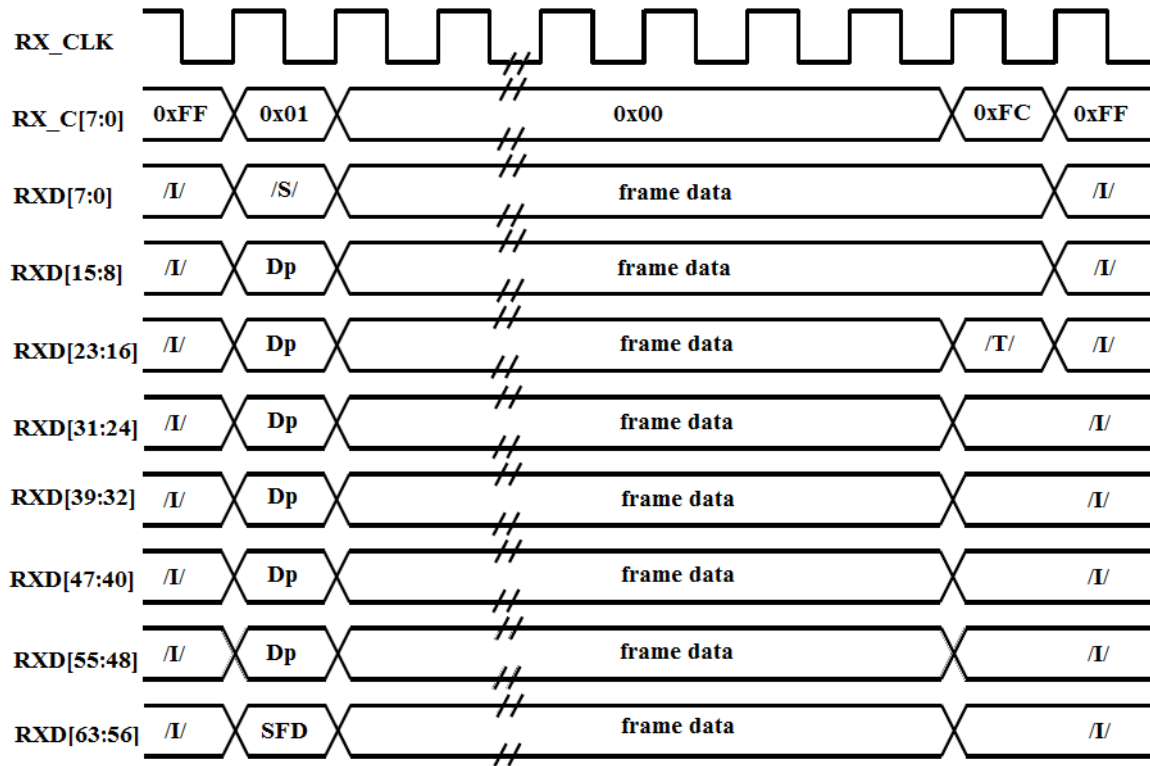 RX_CLK
RX_C[7:0] 0xFF 0x01 0x00 0xFC 0xFF
RXD[7:0] /I/ /S/ frame data /I/
RXD[15:8] /I/ Dp frame data /I/
RXD[23:16] /I/ Dp frame data /T/ /I/
RXD[31:24] /I/ Dp frame data /I/
RXD[39:32] /I/ Dp frame data /I/
RXD[47:40] /I/ Dp frame data /I/
RXD[55:48] /I/ Dp frame data /I/
RXD[63:56] /I/ SFD frame data /I/